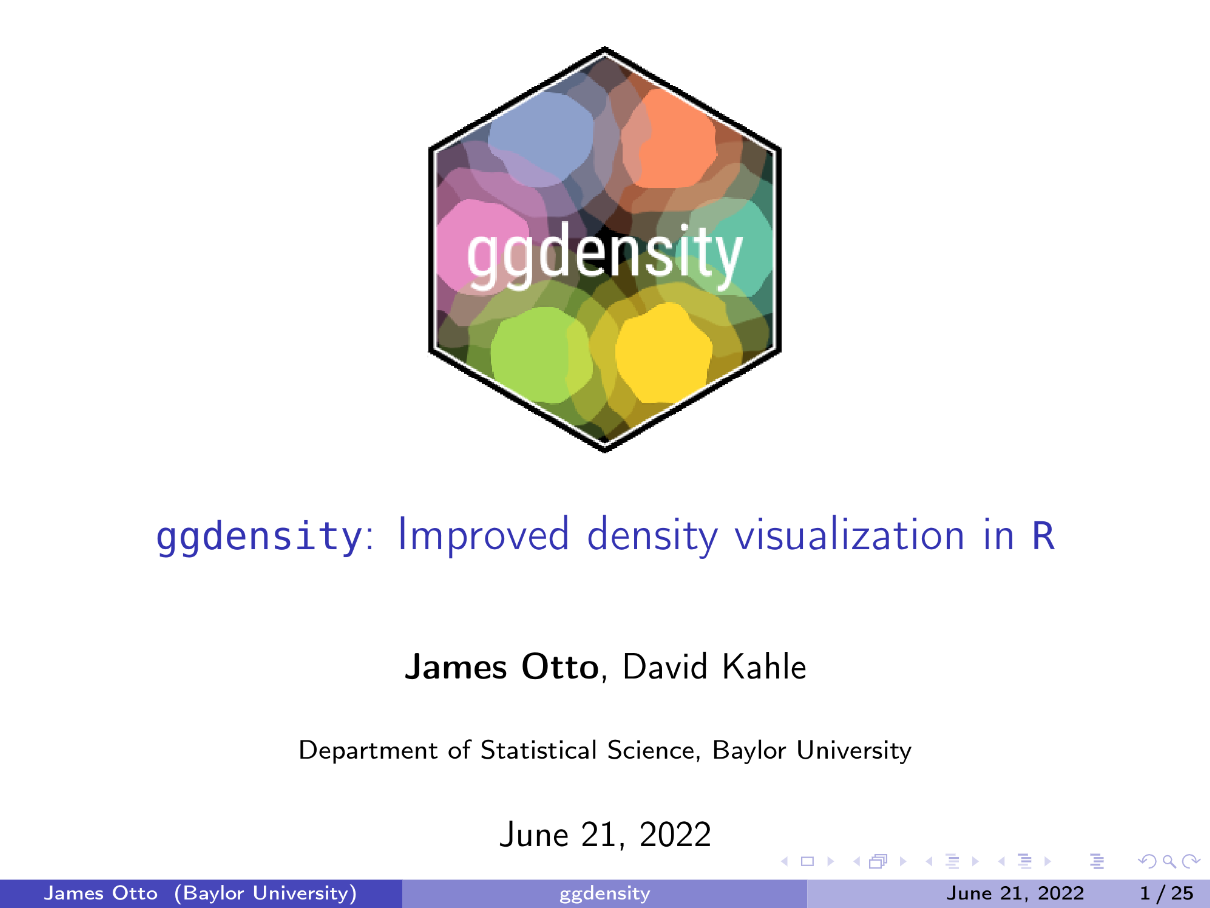 ggdensity
ggdensity: Improved density visualization in R
James Otto, David Kahle
Department of Statistical Science, Baylor University
June 21, 2022
James Otto (Baylor University) ggdensity June 21, 2022 1 / 25